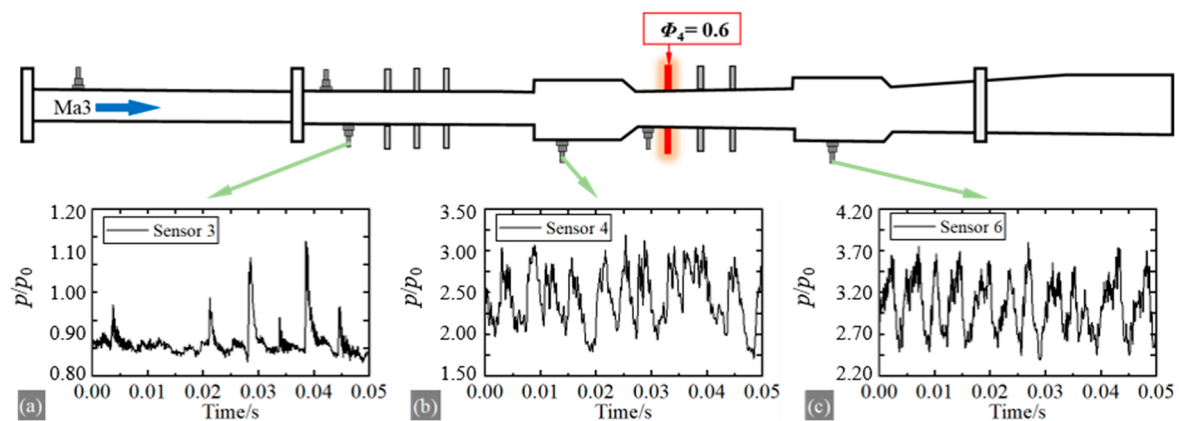 Φ4= 0.6
Ma3
1.20
1.10
1.00
0.90
0.80
p/p0
Sensor 3
0.00 0.01 0.02 0.03 0.04 0.05
Time/s
(a)
3.50
3.00
2.50
2.00
1.50
p/p0
Sensor 4
0.00 0.01 0.02 0.03 0.04 0.05
Time/s
(b)
4.20
3.70
3.20
2.70
2.20
p/p0
Sensor 6
0.00 0.01 0.02 0.03 0.04 0.05
Time/s
(c)